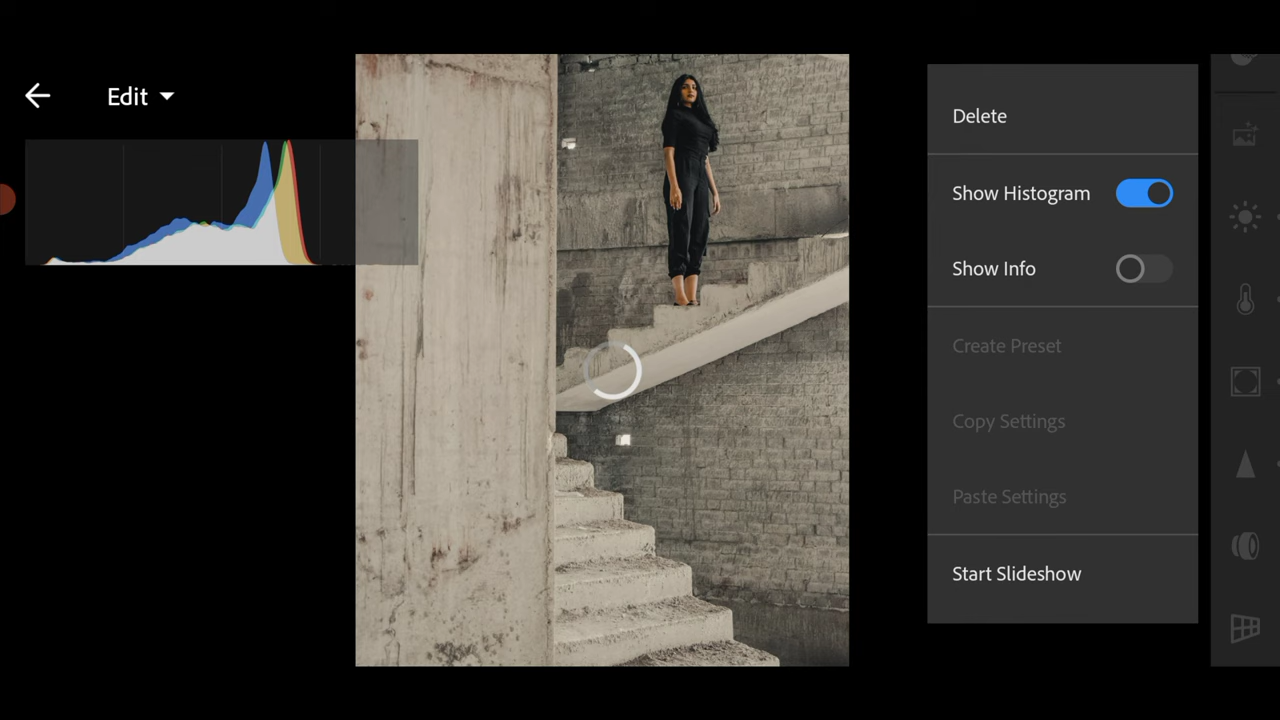 Edit
Delete
Show Histogram
Show Info
Create Preset
Copy Settings
Paste Settings
Start Slideshow